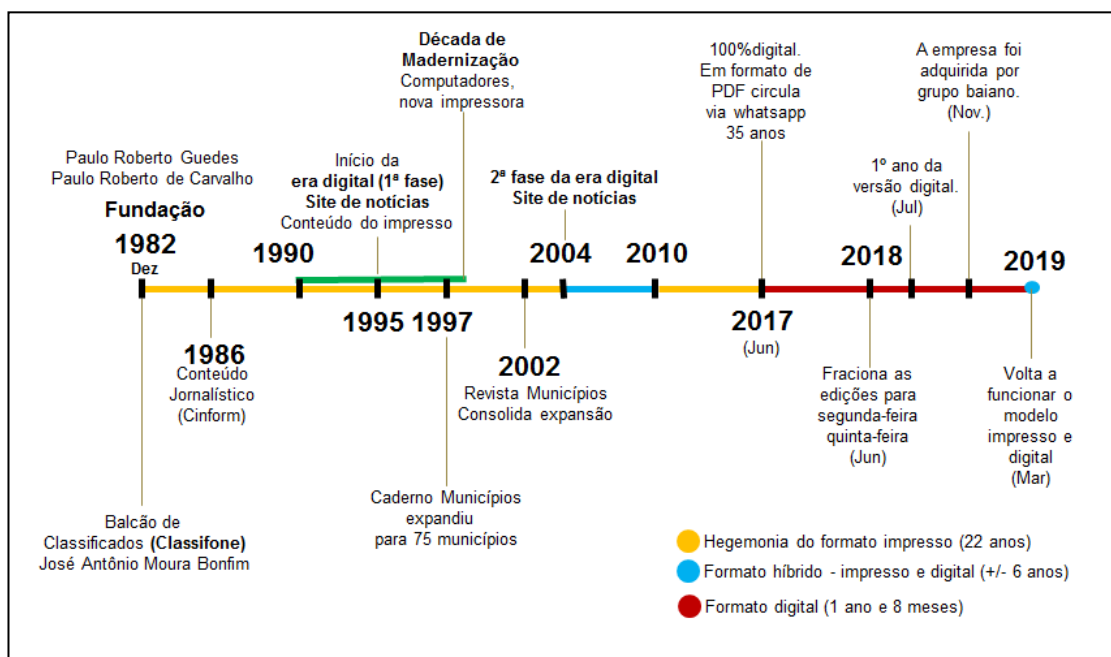 Paulo Roberto Guedes
Paulo Roberto de Carvalho
Fundação
1982
Dez
Balcão de
Classificados (Classifone)
José Antônio Moura Bonfim
1986
Conteúdo
Jornalístico
(Cinform)
1990
Início da
era digital (1ª fase)
Site de notícias
Conteúdo do impresso
1995
Década de
Madernização
Computadores,
nova impressora
1997
Caderno Municípios
expandiu
para 75 municípios
2002
Revista Municípios
Consolida expansão
2ª fase da era digital
Site de notícias
2004
2010
100%digital.
Em formato de
PDF circula
via whatsapp
35 anos
2017
(Jun)
2018
Fraciona as
edições para
segunda-feira
quinta-feira
(Jun)
1º ano da
versão digital.
(Jul)
A empresa foi
adquirida por
grupo baiano.
(Nov.)
2019
Volta a
funcionar o
modelo
impresso e
digital
(Mar)
Hegemonia do formato impresso (22 anos)
Formato híbrido - impresso e digital (+/- 6 anos)
Formato digital (1 ano e 8 meses)